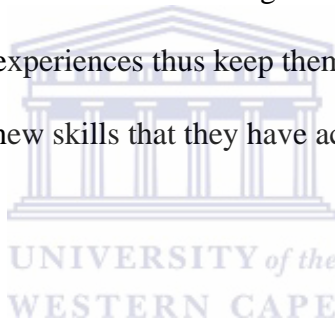 experiences thus keep them
new skills that they have ac
UNIVERSITY of the
WESTERN CAPE